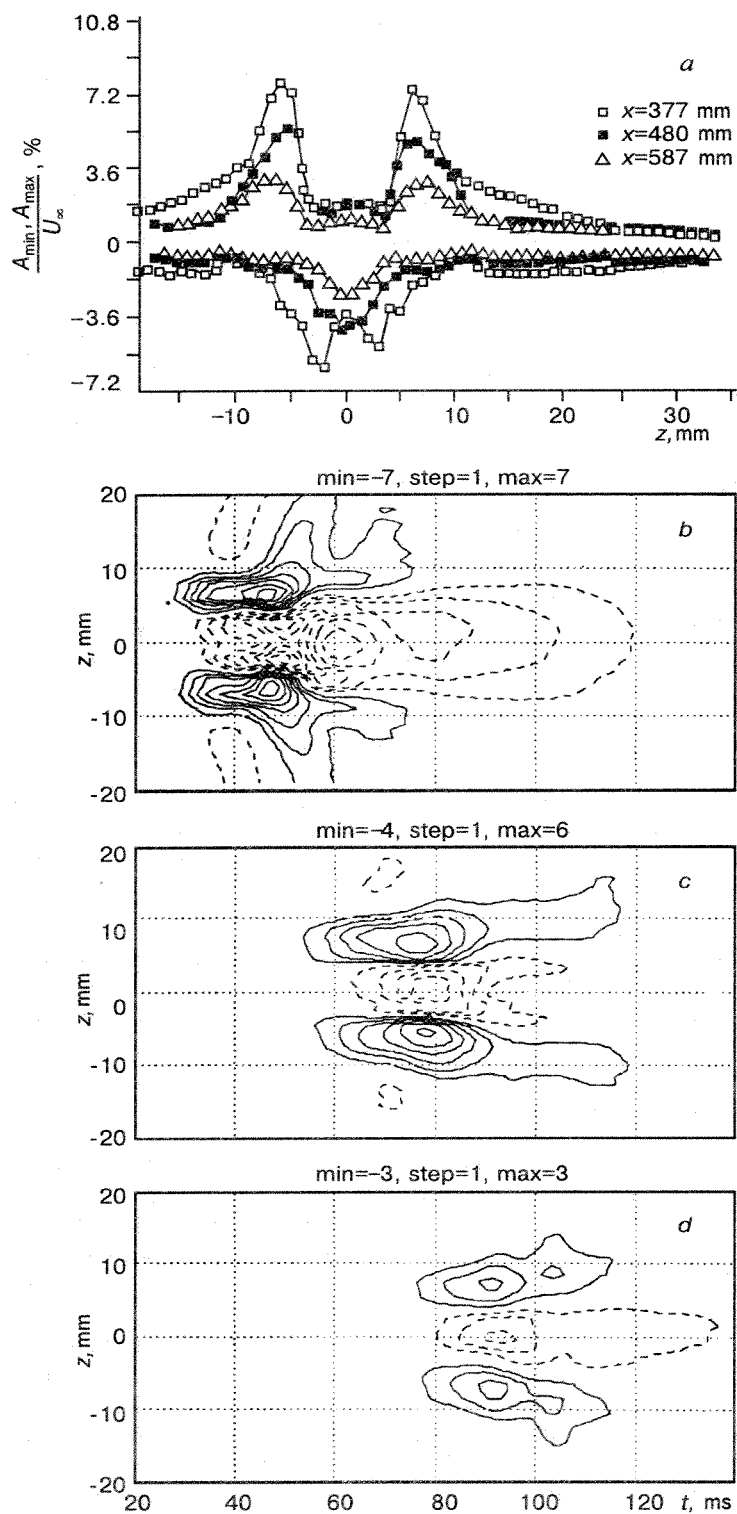 10.8
7.2
3.6
0
−3.6
−7.2
A_min, A_max / U_∞, %
a
x=377 mm
x=480 mm
x=587 mm
−10 0 10 20 30
z, mm
min=−7, step=1, max=7
b
20
10
0
-10
-20
z, mm
min=−4, step=1, max=6
c
20
10
0
-10
-20
z, mm
min=−3, step=1, max=3
d
20
10
0
-10
-20
z, mm
20 40 60 80 100 120 t, ms